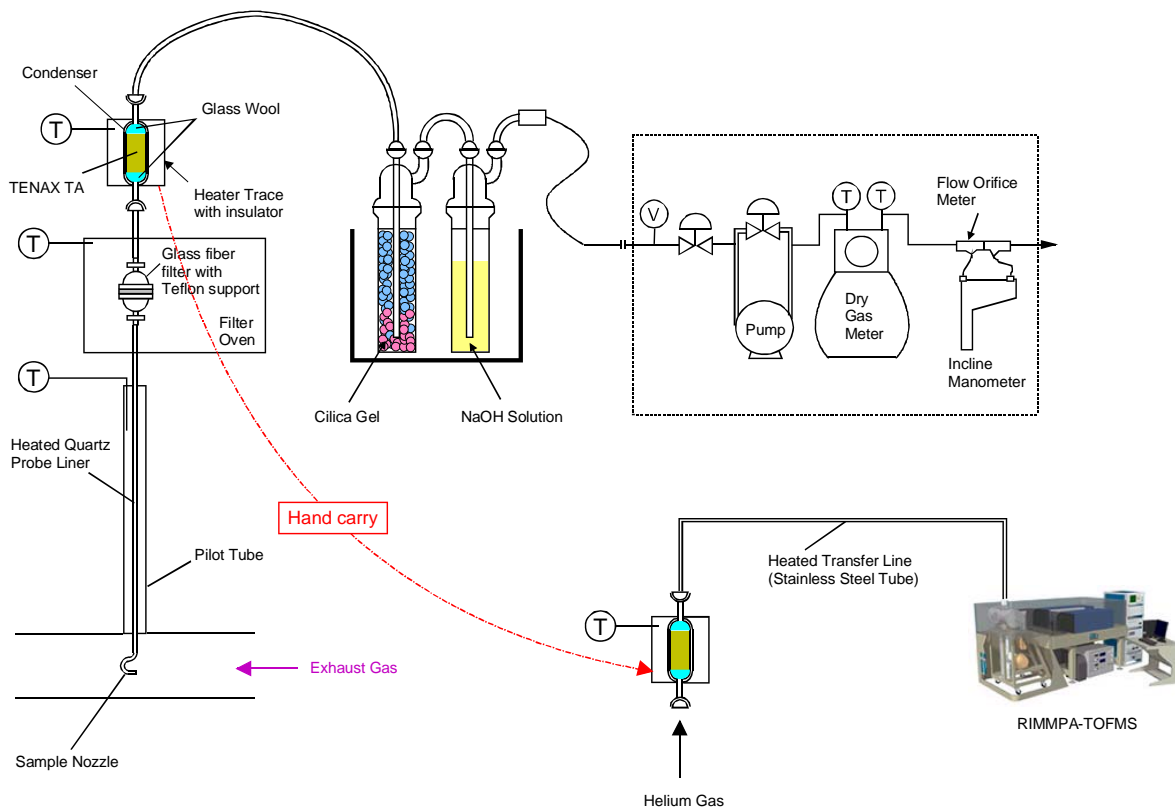 Condenser
Glass Wool
T
TENAX TA
Heater Trace
with insulator
T
Glass fiber
filter with
Teflon support
Filter
Oven
T
Heated Quartz
Probe Liner
Pilot Tube
Exhaust Gas
Sample Nozzle
Cilica Gel
NaOH Solution
V
T
T
Flow Orifice
Meter
Pump
Dry
Gas
Meter
Incline
Manometer
Hand carry
Heated Transfer Line
(Stainless Steel Tube)
T
RIMMPA-TOFMS
Helium Gas